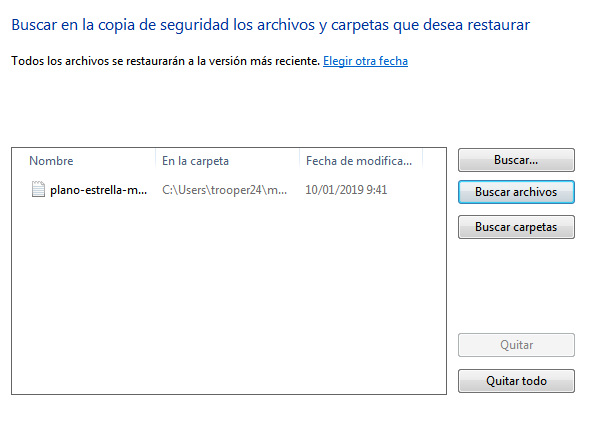 Buscar en la copia de seguridad los archivos y carpetas que desea restaurar
Todos los archivos se restaurarán a la versión más reciente. Elegir otra fecha
Nombre En la carpeta Fecha de modifica...
plano-estrella-m... C:\Users\trooper24\m... 10/01/2019 9:41
Buscar...
Buscar archivos
Buscar carpetas
Quitar
Quitar todo